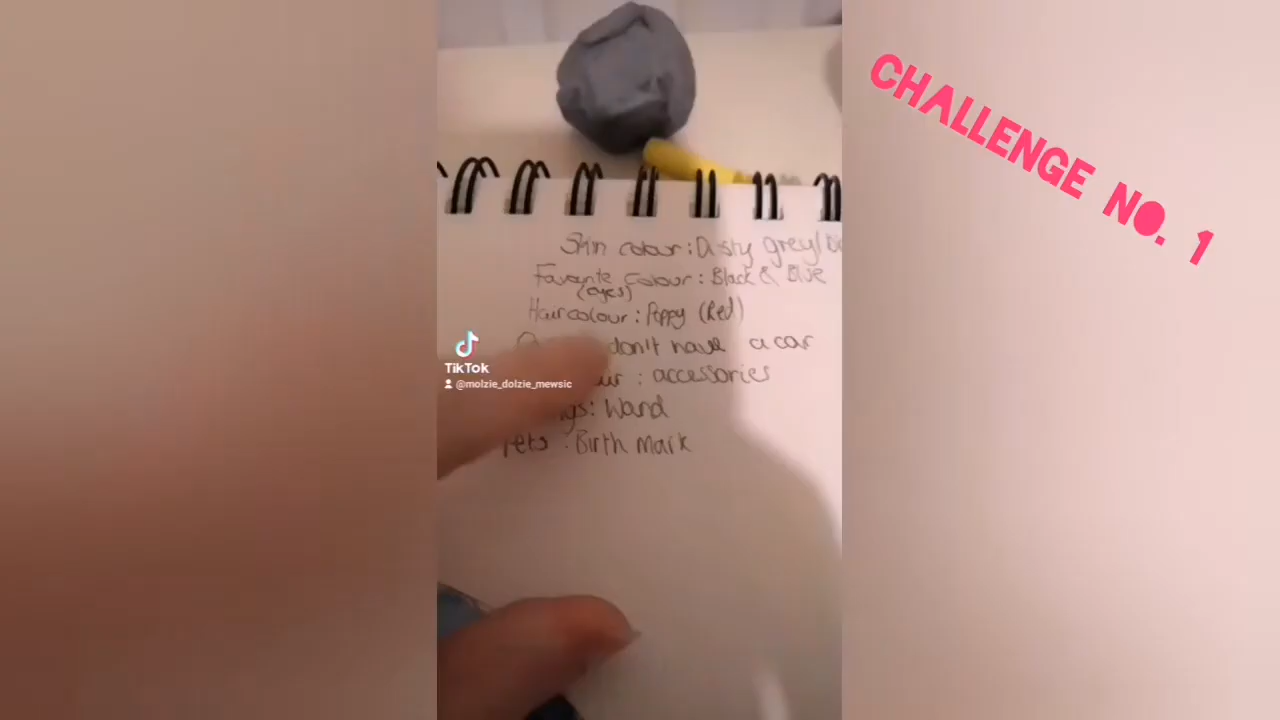 CHALLENGE NO. 1
Skin colour: Dusty grey/
Favourite colour: Black & Blue
(eyes)
Hair colour: Poppy (Red)
don't have a car
: accessories
: Wand
Pets : Birth mark
TikTok
@molzie_dolzie_mewsic